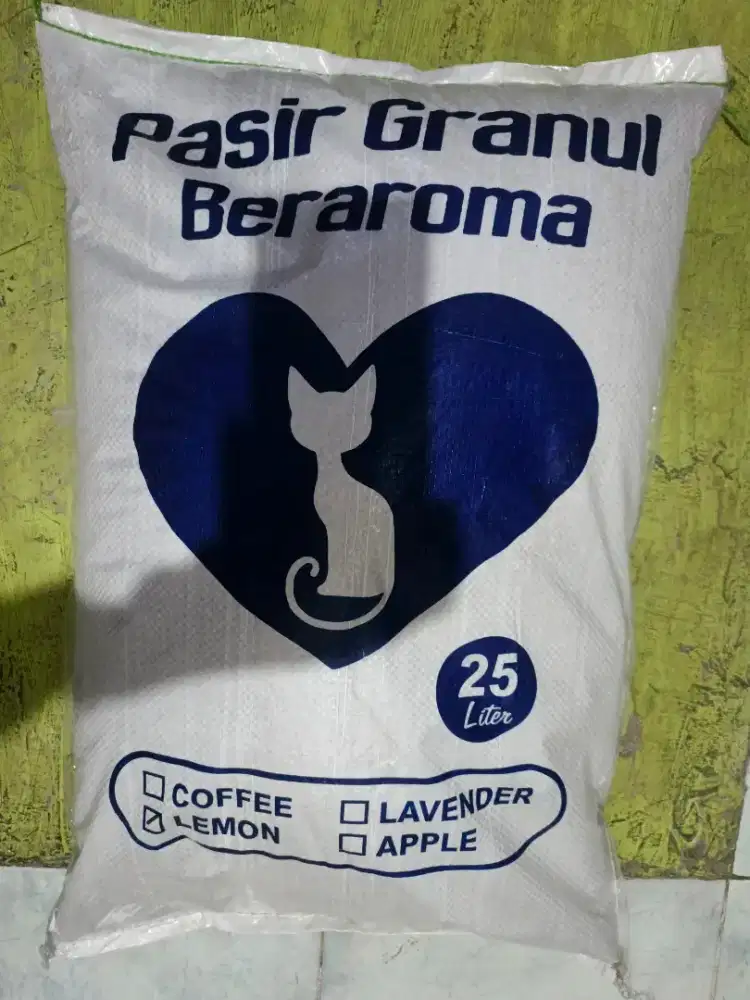 Pasir Granul
Beraroma
25
Liter
COFFEE
LEMON
LAVENDER
APPLE